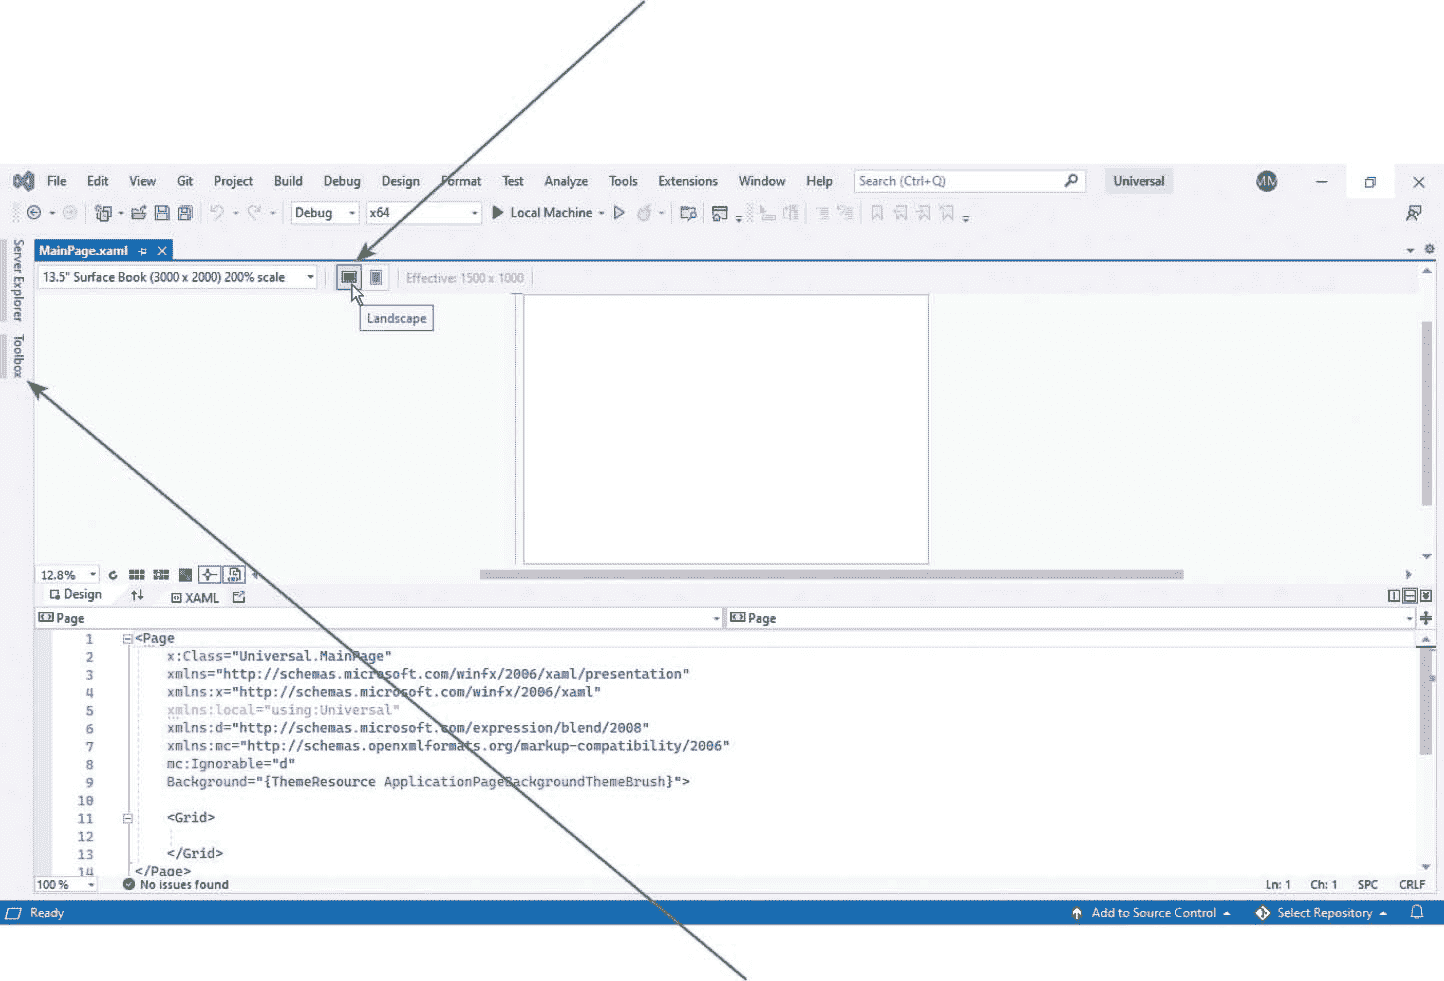 File Edit View Git Project Build Debug Design Format Test Analyze Tools Extensions Window Help Search (Ctrl+Q) Universal MM
Debug x64 Local Machine
Server Explorer
Toolbox
MainPage.xaml
13.5" Surface Book (3000 x 2000) 200% scale Effective: 1500 x 1000
Landscape
12.8%
Design XAML
Page Page
1 <Page
2 x:Class="Universal.MainPage"
3 xmlns="http://schemas.microsoft.com/winfx/2006/xaml/presentation"
4 xmlns:x="http://schemas.microsoft.com/winfx/2006/xaml"
5 xmlns:local="using:Universal"
6 xmlns:d="http://schemas.microsoft.com/expression/blend/2008"
7 xmlns:mc="http://schemas.openxmlformats.org/markup-compatibility/2006"
8 mc:Ignorable="d"
9 Background="{ThemeResource ApplicationPageBackgroundThemeBrush}">
10
11 <Grid>
12
13 </Grid>
14 </Page>
100 % No issues found Ln: 1 Ch: 1 SPC CRLF
Ready Add to Source Control Select Repository